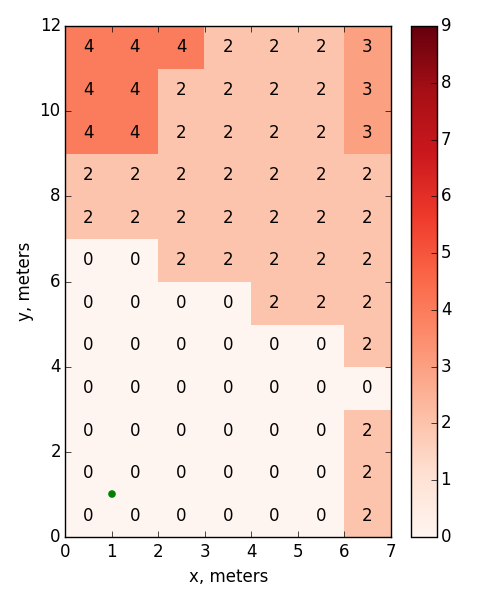 12 4 4 4 2 2 2 3 9
4 4 2 2 2 2 3 8
10
4 4 2 2 2 2 3 7
2 2 2 2 2 2 2
8 6
2 2 2 2 2 2 2
0 0 2 2 2 2 2 5
6
0 0 0 0 2 2 2 4
0 0 0 0 0 0 2
4 3
0 0 0 0 0 0 0
0 0 0 0 0 0 2 2
2
0 0 0 0 0 0 2 1
0 0 0 0 0 0 2
0 0
0 1 2 3 4 5 6 7
x, meters
y, meters